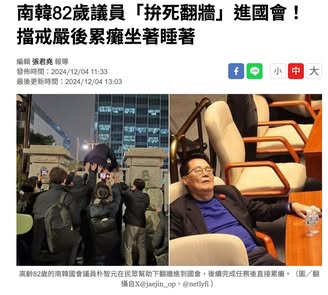 南韓82歲議員「拚死翻牆」進國會！
擋戒嚴後累癱坐著睡著
編輯 張君堯 報導
發佈時間：2024/12/04 11:33
最後更新時間：2024/12/04 13:03
小 中 大
高齡82歲的南韓國會議員朴智元在民眾幫助下翻牆進到國會，後續完成任務後直接累癱。（圖／翻
攝自X@jaejin_op、@netlyfi ）